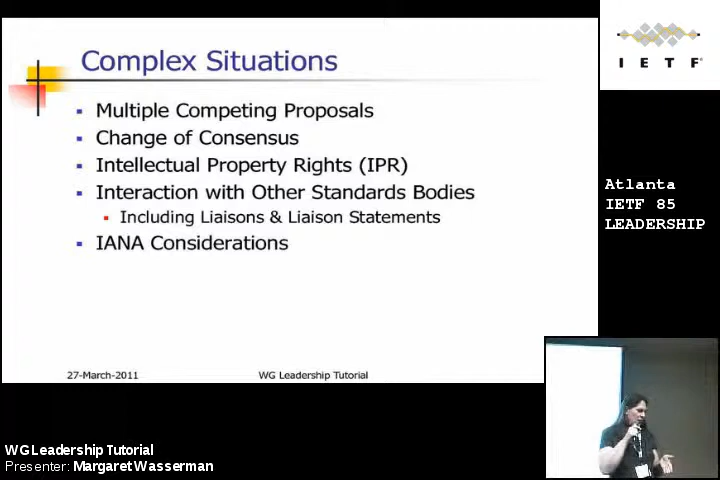 Complex Situations
Multiple Competing Proposals
Change of Consensus
Intellectual Property Rights (IPR)
Interaction with Other Standards Bodies
Including Liaisons & Liaison Statements
IANA Considerations
27-March-2011
WG Leadership Tutorial
I E T F
Atlanta
IETF 85
LEADERSHIP
WG Leadership Tutorial
Presenter: Margaret Wasserman